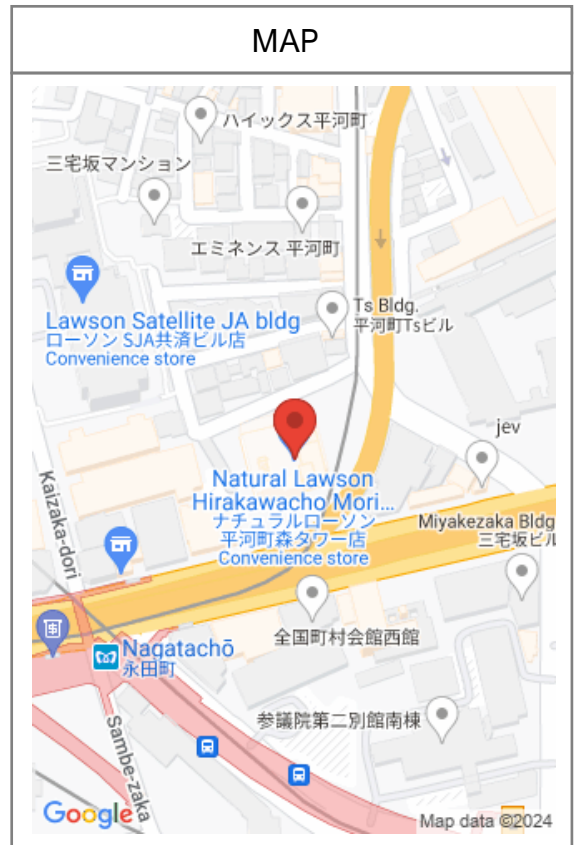 MAP
ハイックス平河町
三宅坂マンション
エミネンス 平河町
Ts Bldg.
平河町Tsビル
Lawson Satellite JA bldg
ローソン SJA共済ビル店
Convenience store
jev
Natural Lawson
Hirakawacho Mori...
ナチュラルローソン
平河町森タワー店
Convenience store
Kaizaka-dori
Miyakezaka Bldg
三宅坂ビル
全国町村会館西館
Nagatachō
永田町
参議院第二別館南棟
Sambe-zaka
Google
Map data ©2024